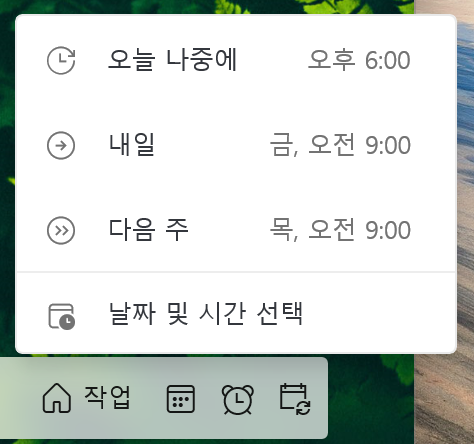 오늘 나중에 오후 6:00
내일 금, 오전 9:00
다음 주 목, 오전 9:00
날짜 및 시간 선택
작업